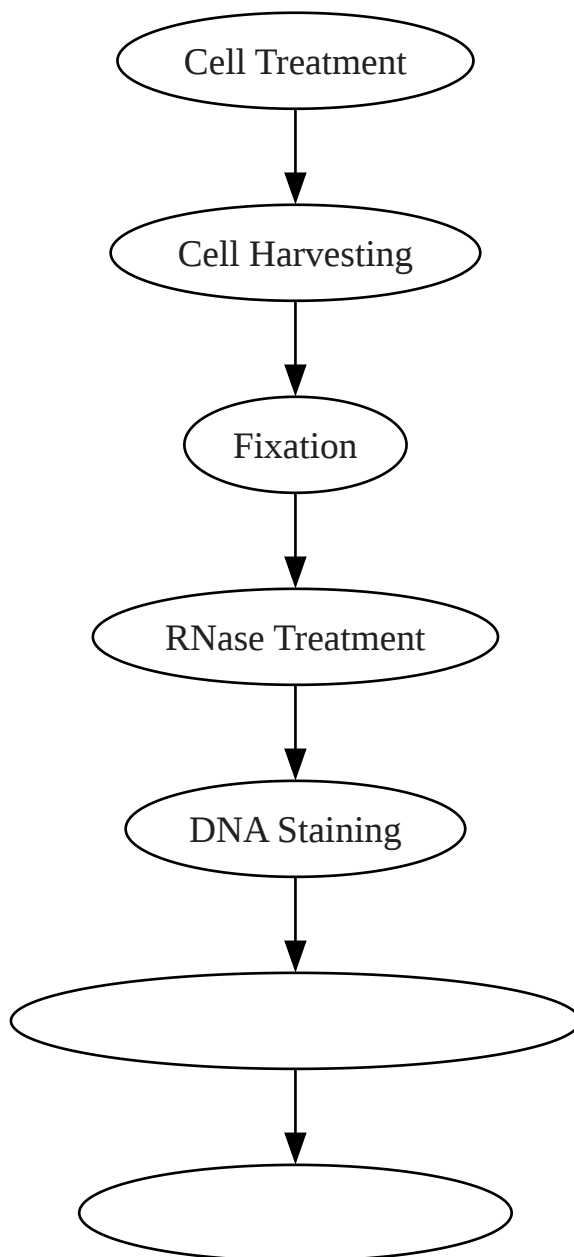 Cell Treatment
Cell Harvesting
Fixation
RNase Treatment
DNA Staining